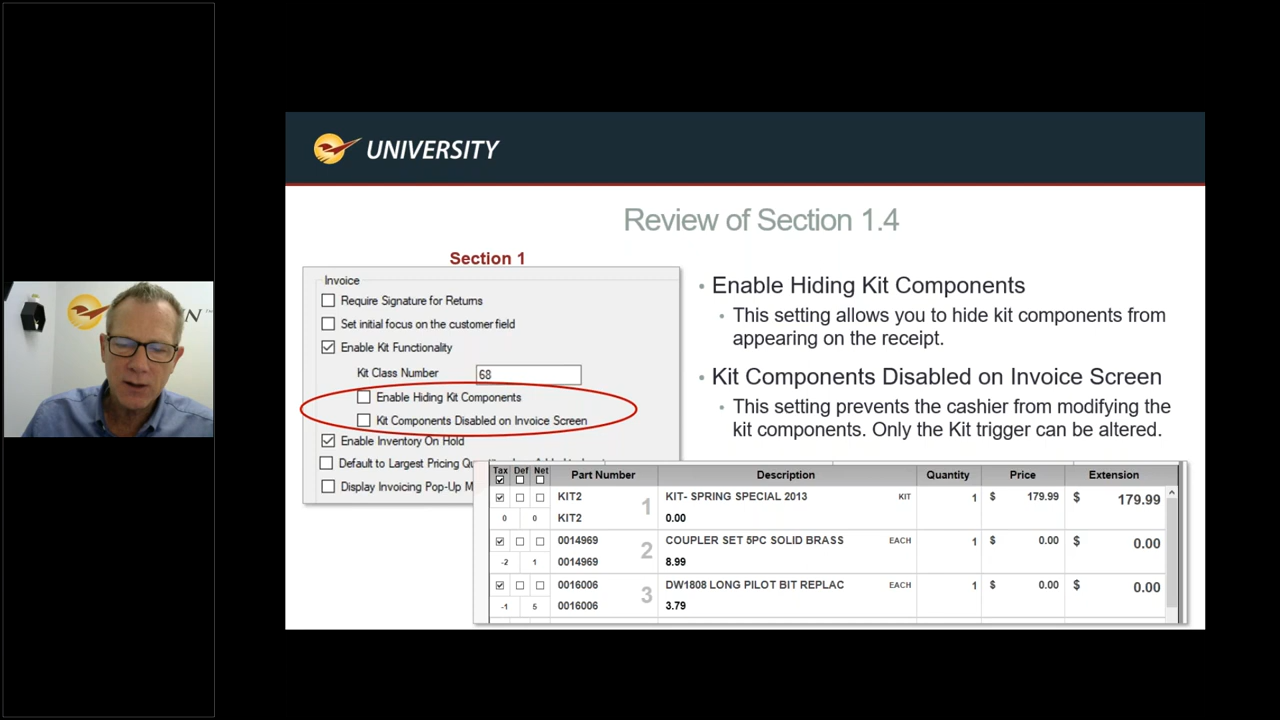 UNIVERSITY
Review of Section 1.4
Section 1
Invoice
Require Signature for Returns
Set initial focus on the customer field
Enable Kit Functionality
Kit Class Number 68
Enable Hiding Kit Components
Kit Components Disabled on Invoice Screen
Enable Inventory On Hold
Default to Largest Pricing
Display Invoicing Pop-Up M
• Enable Hiding Kit Components
• This setting allows you to hide kit components from
appearing on the receipt.
• Kit Components Disabled on Invoice Screen
• This setting prevents the cashier from modifying the
kit components. Only the Kit trigger can be altered.
Tax Def Net Part Number Description Quantity Price Extension
KIT2 1 KIT- SPRING SPECIAL 2013 KIT 1 $ 179.99 $ 179.99
0 0 KIT2 0.00
0014969 2 COUPLER SET 5PC SOLID BRASS EACH 1 $ 0.00 $ 0.00
-2 1 0014969 8.99
0016006 3 DW1808 LONG PILOT BIT REPLAC EACH 1 $ 0.00 $ 0.00
-1 5 0016006 3.79